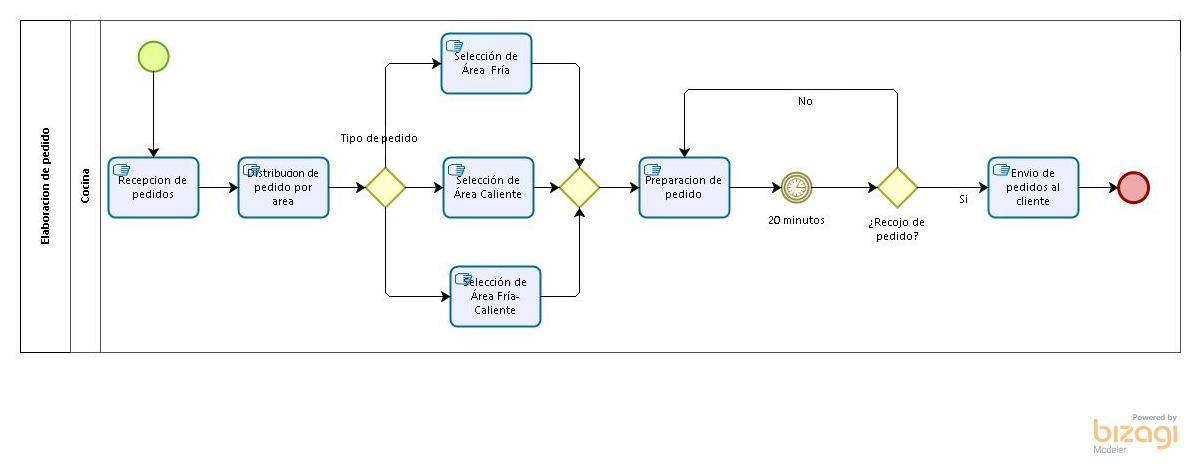 Elaboracion de pedido
Cocina
Recepcion de
pedidos
Distribucion de
pedido por
area
Tipo de pedido
Selección de
Área Fría
Selección de
Área Caliente
Selección de
Área Fría-
Caliente
Preparacion de
pedido
20 minutos
No
¿Recojo de
pedido?
Si
Envio de
pedidos al
cliente
Powered by
bizagi
Modeler